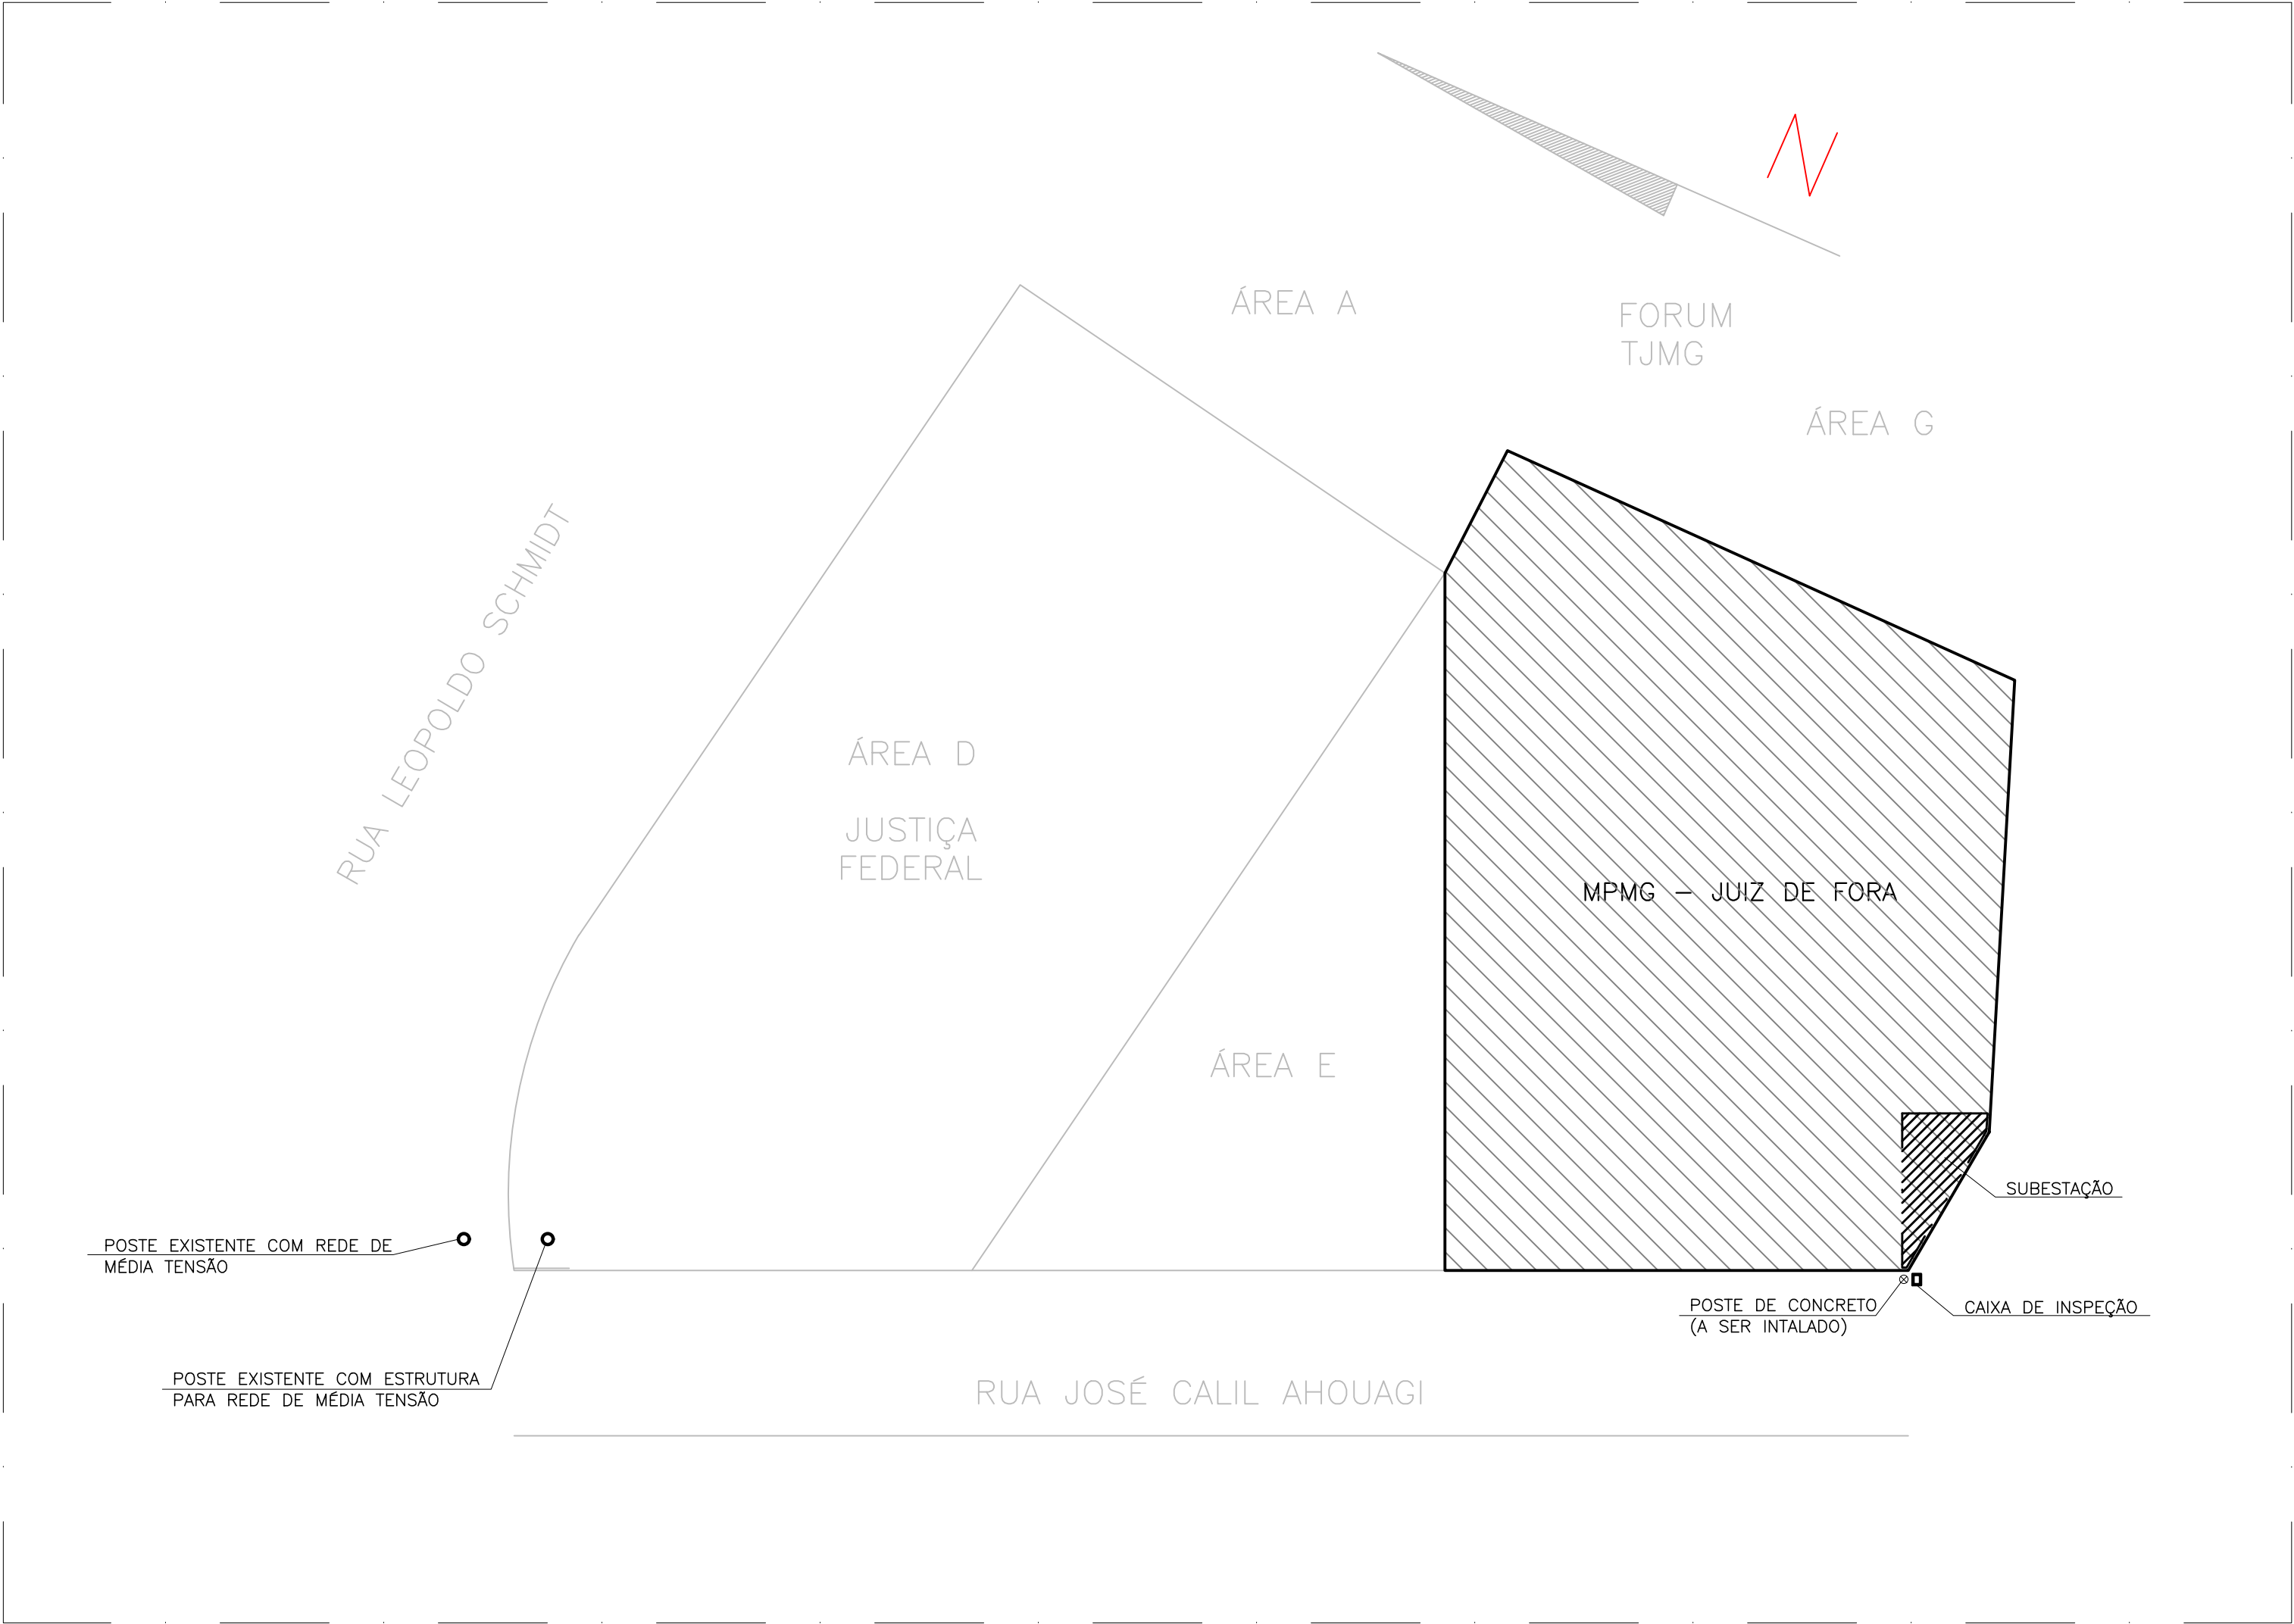 N
ÁREA A
FORUM
TJMG
ÁREA G
RUA LEOPOLDO SCHMIDT
ÁREA D
JUSTIÇA
FEDERAL
MPMG - JUIZ DE FORA
ÁREA E
SUBESTAÇÃO
POSTE EXISTENTE COM REDE DE
MÉDIA TENSÃO
POSTE DE CONCRETO
(A SER INTALADO)
CAIXA DE INSPEÇÃO
POSTE EXISTENTE COM ESTRUTURA
PARA REDE DE MÉDIA TENSÃO
RUA JOSÉ CALIL AHOUAGI